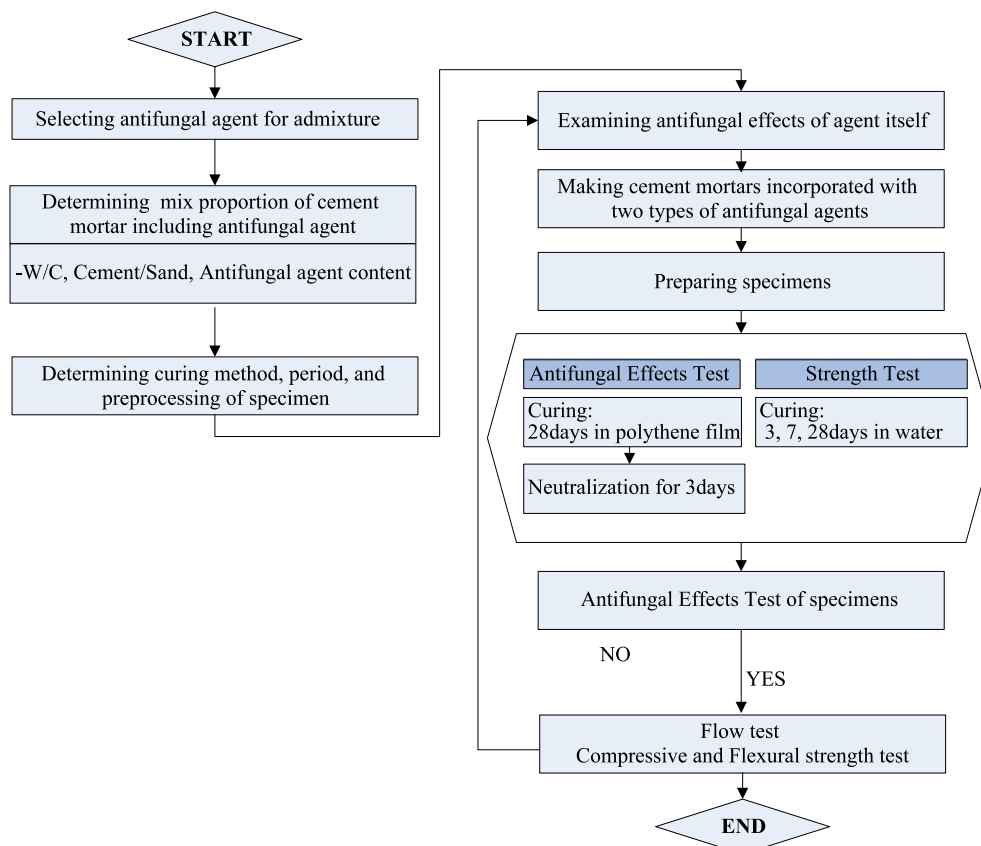 START
Selecting antifungal agent for admixture
Determining mix proportion of cement
mortar including antifungal agent
-W/C, Cement/Sand, Antifungal agent content
Determining curing method, period, and
preprocessing of specimen
Examining antifungal effects of agent itself
Making cement mortars incorporated with
two types of antifungal agents
Preparing specimens
Antifungal Effects Test
Curing:
28days in polythene film
Neutralization for 3days
Strength Test
Curing:
3, 7, 28days in water
Antifungal Effects Test of specimens
NO
YES
Flow test
Compressive and Flexural strength test
END